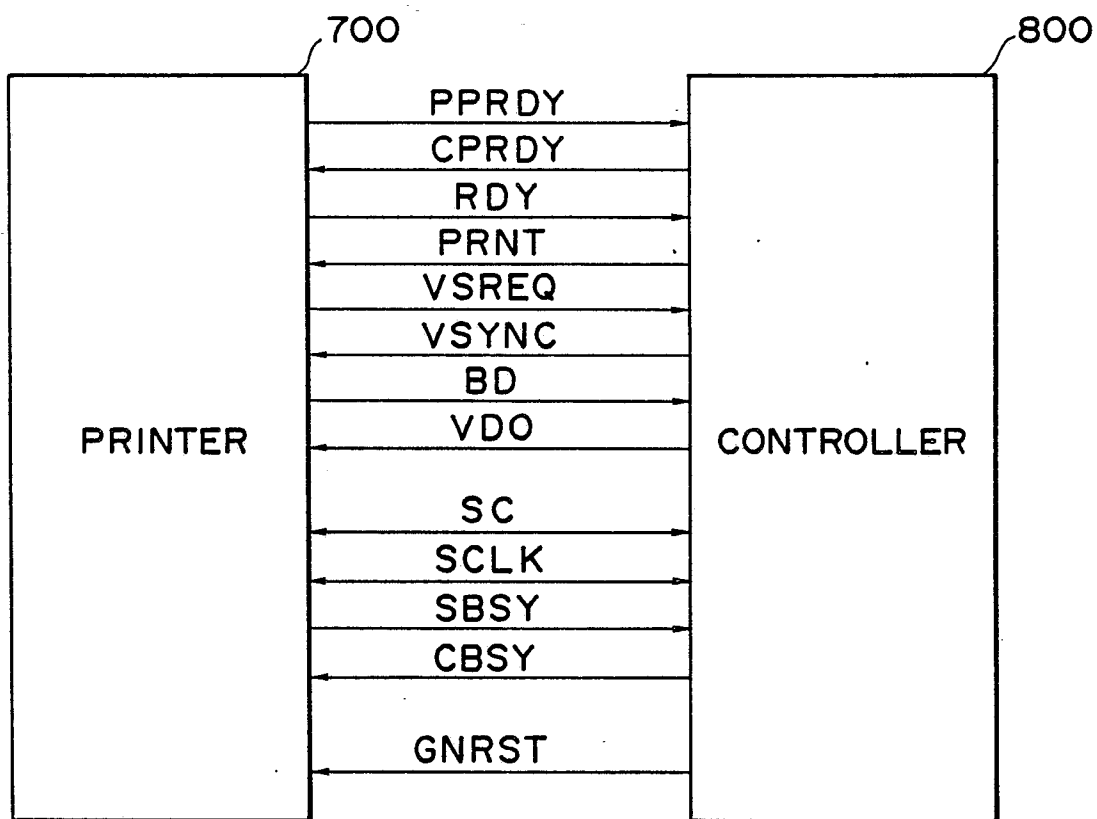 700
800
PPRDY
CPRDY
RDY
PRNT
VSREQ
VSYNC
BD
VDO
PRINTER
CONTROLLER
SC
SCLK
SBSY
CBSY
GNRST